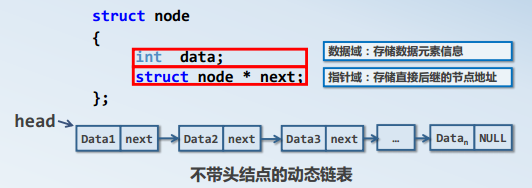 struct node
{
int data;
数据域：存储数据元素信息
struct node * next;
指针域：存储直接后继的节点地址
};
head
Data1 next Data2 next Data3 next … Datan NULL
不带头结点的动态链表